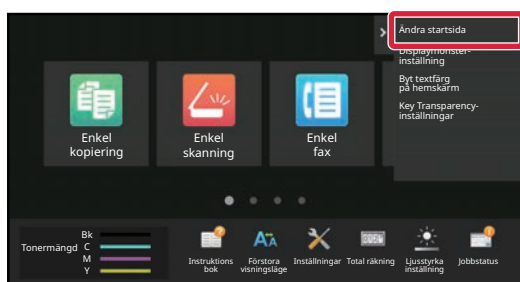 Ändra startsida
Displaymönster-
inställning
Byt textfärg
på hemskärm
Key Transparency-
inställningar
Enkel
kopiering
Enkel
skanning
Enkel
fax
Tonermängd
Bk
C
M
Y
Instruktions
bok
Förstora
visningsläge
Inställningar
Total räkning
Ljusstyrka
inställning
Jobbstatus